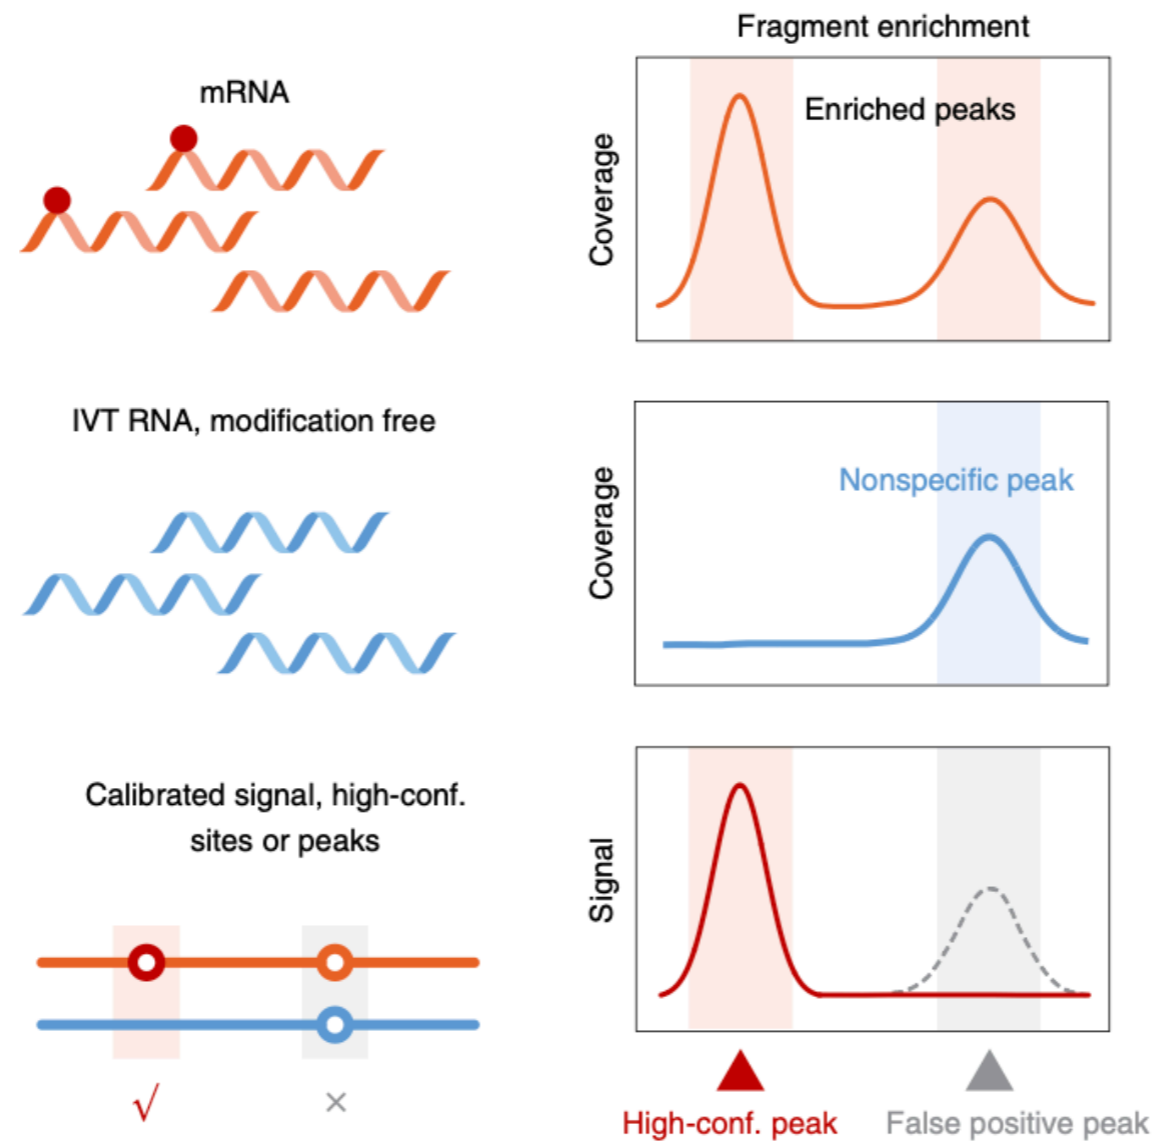 Fragment enrichment
mRNA
Coverage
Enriched peaks
IVT RNA, modification free
Coverage
Nonspecific peak
Calibrated signal, high-conf.
sites or peaks
Signal
√
×
High-conf. peak
False positive peak